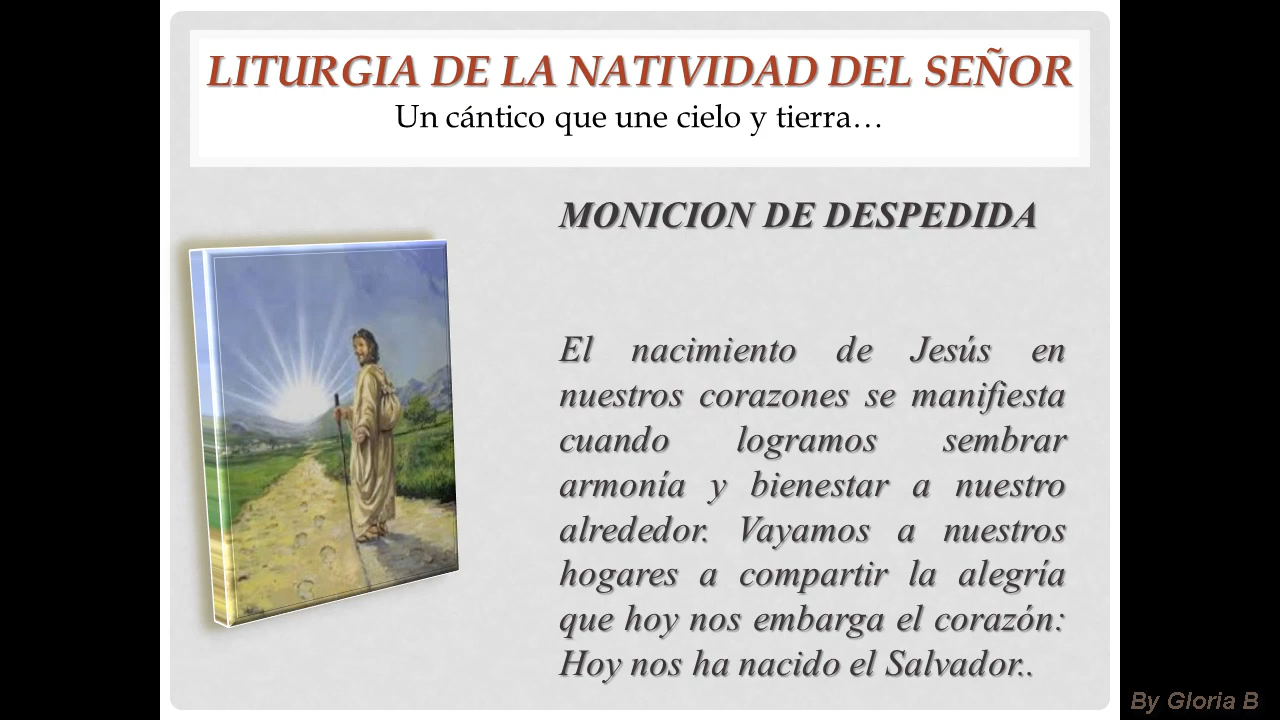 LITURGIA DE LA NATIVIDAD DEL SEÑOR
Un cántico que une cielo y tierra…
MONICION DE DESPEDIDA
El nacimiento de Jesús en
nuestros corazones se manifiesta
cuando logramos sembrar
armonía y bienestar a nuestro
alrededor. Vayamos a nuestros
hogares a compartir la alegría
que hoy nos embarga el corazón:
Hoy nos ha nacido el Salvador..
By Gloria B